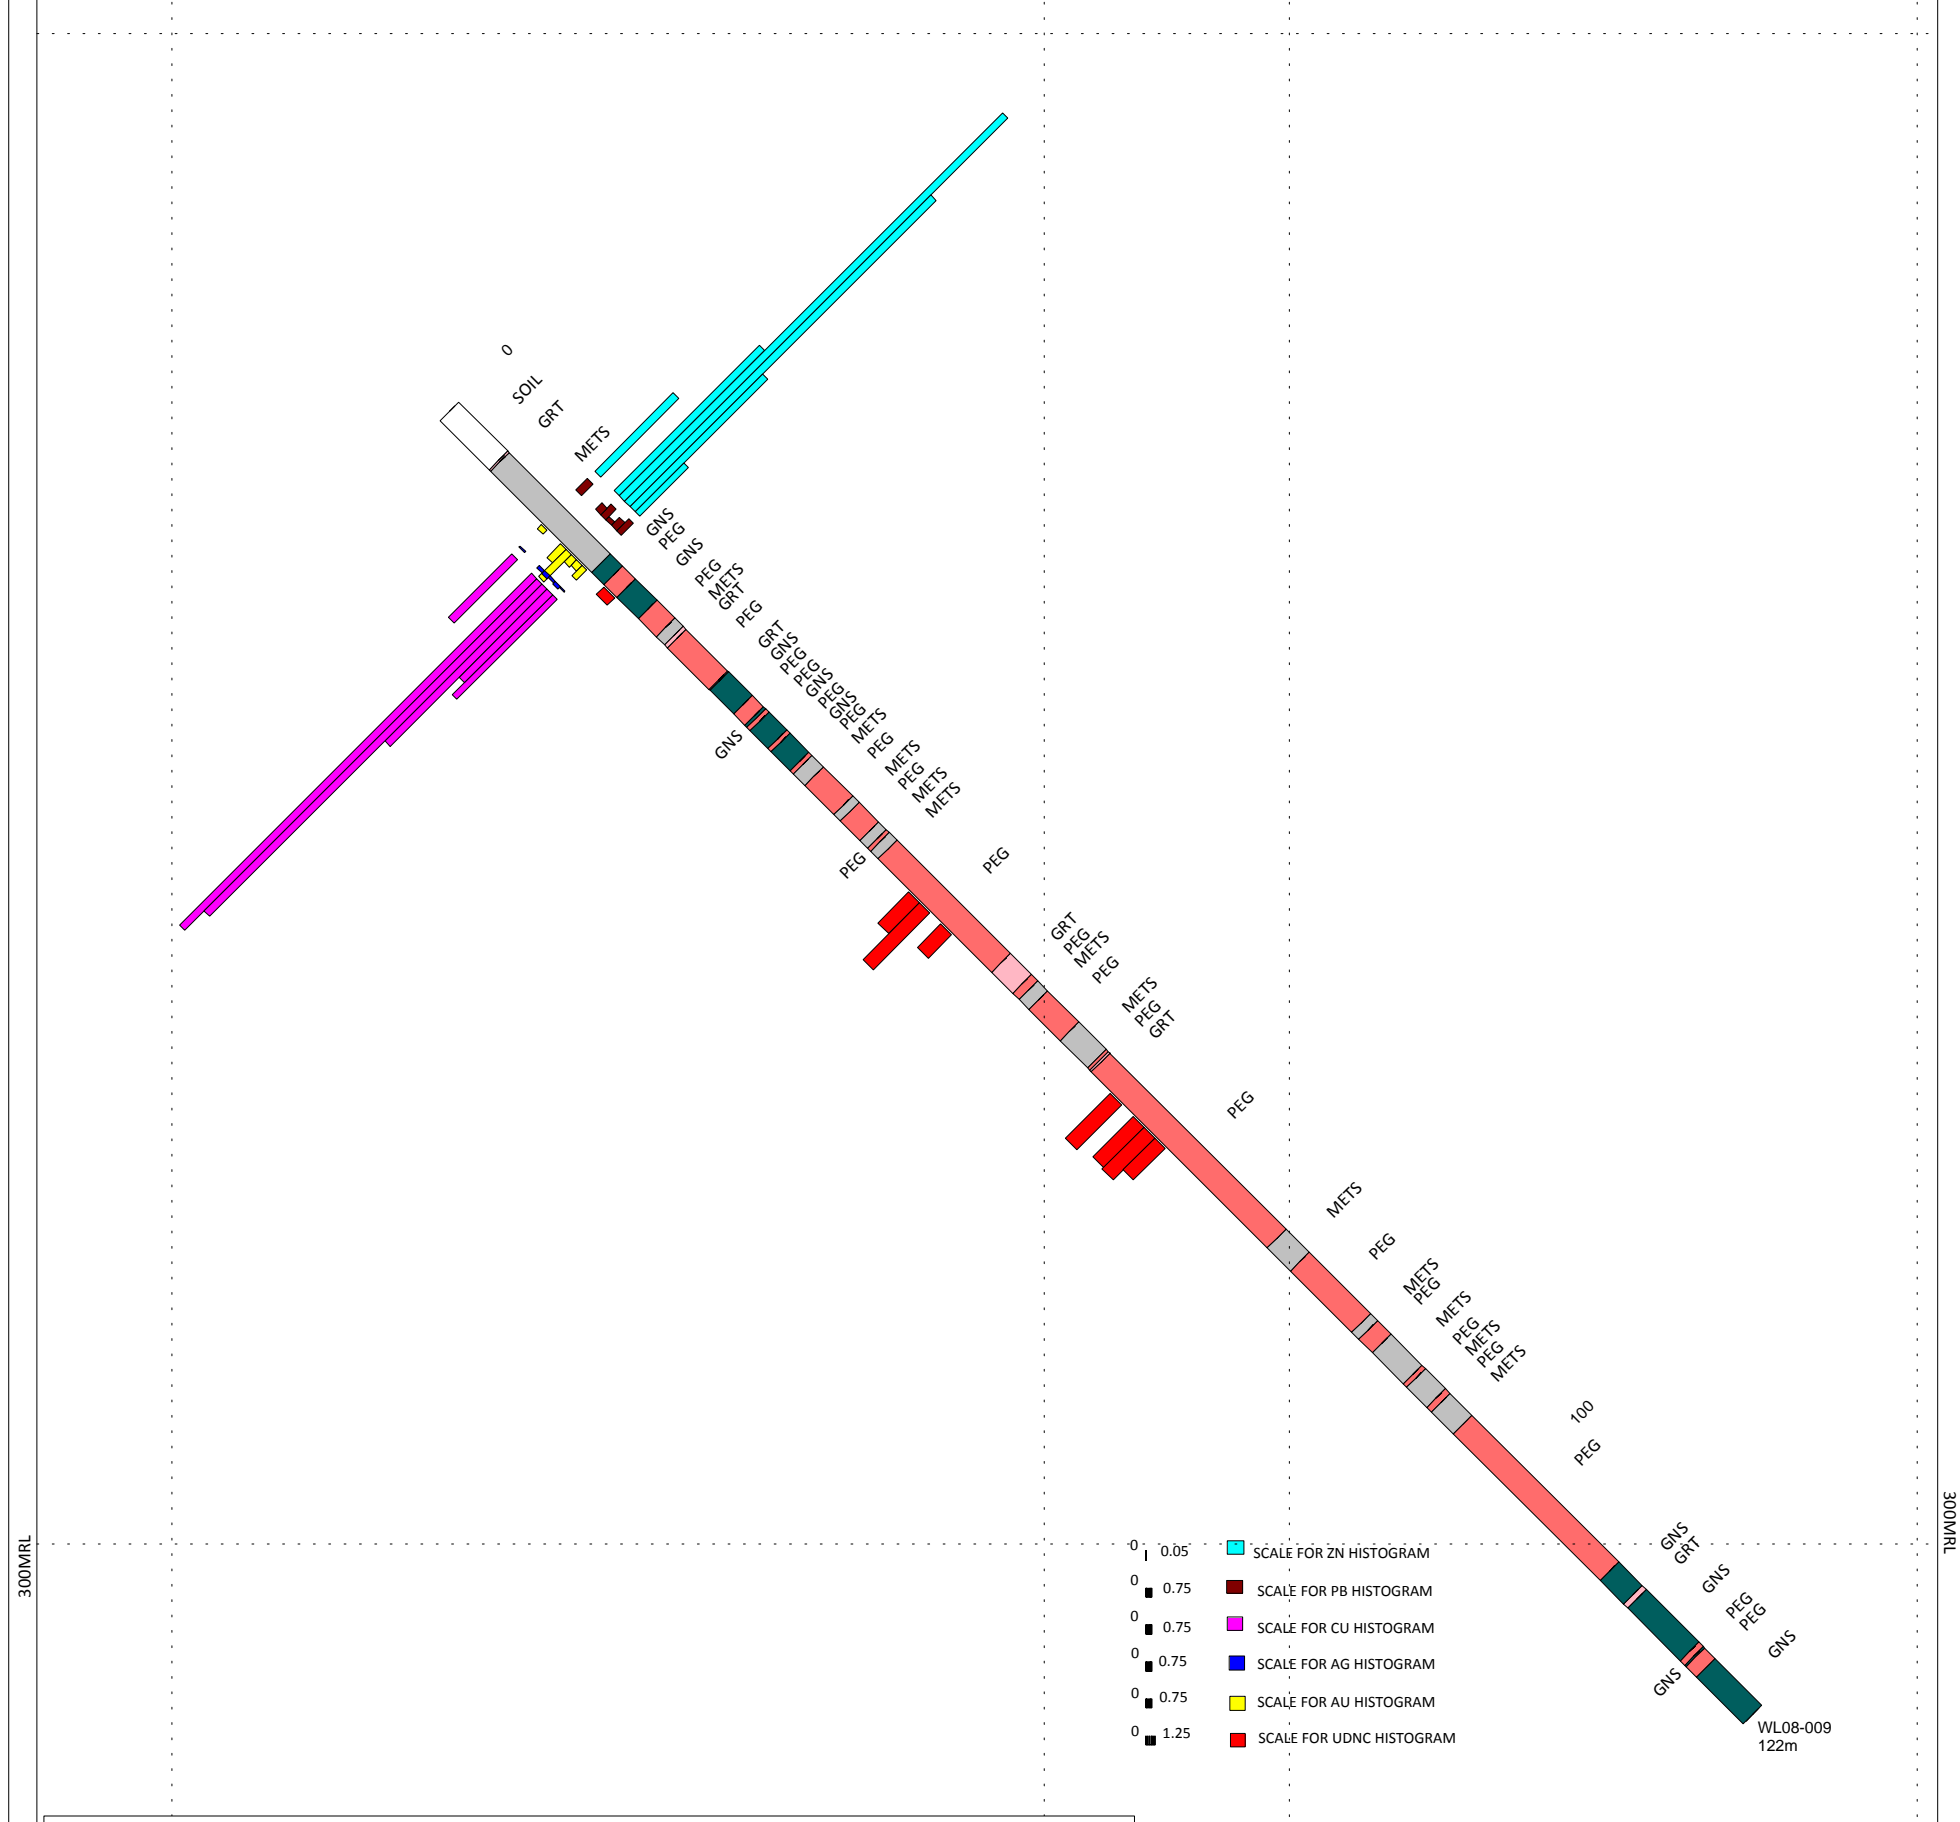 0
SOIL
GRT
METS
GNS
PEG
GNS
PEG
METS
GRT
PEG
GRT
GNS
PEG
PEG
GNS
PEG
GNS
PEG
METS
PEG
METS
PEG
METS
METS
GNS
PEG
PEG
GRT
PEG
METS
PEG
METS
PEG
GRT
PEG
METS
PEG
METS
PEG
METS
PEG
METS
PEG
METS
100
PEG
GNS
GRT
GNS
PEG
PEG
GNS
GNS
WL08-009
122m
300MRL
300MRL
0 0.05 SCALE FOR ZN HISTOGRAM
0 0.75 SCALE FOR PB HISTOGRAM
0 0.75 SCALE FOR CU HISTOGRAM
0 0.75 SCALE FOR AG HISTOGRAM
0 0.75 SCALE FOR AU HISTOGRAM
0 1.25 SCALE FOR UDNC HISTOGRAM